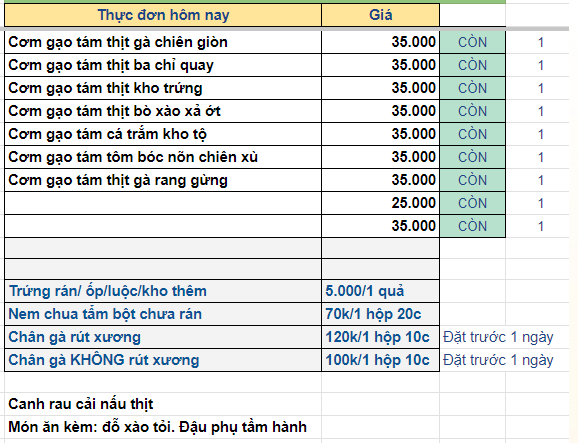 Thực đơn hôm nay Giá
Cơm gạo tám thịt gà chiên giòn 35.000 CÒN 1
Cơm gạo tám thịt ba chỉ quay 35.000 CÒN 1
Cơm gạo tám thịt kho trứng 35.000 CÒN 1
Cơm gạo tám thịt bò xào xả ớt 35.000 CÒN 1
Cơm gạo tám cá trắm kho tộ 35.000 CÒN 1
Cơm gạo tám tôm bóc nõn chiên xù 35.000 CÒN 1
Cơm gạo tám thịt gà rang gừng 35.000 CÒN 1
25.000 CÒN 1
35.000 CÒN 1
Trứng rán/ ốp/luộc/kho thêm 5.000/1 quả
Nem chua tẩm bột chưa rán 70k/1 hộp 20c
Chân gà rút xương 120k/1 hộp 10c Đặt trước 1 ngày
Chân gà KHÔNG rút xương 100k/1 hộp 10c Đặt trước 1 ngày
Canh rau cải nấu thịt
Món ăn kèm: đỗ xào tỏi. Đậu phụ tẩm hành